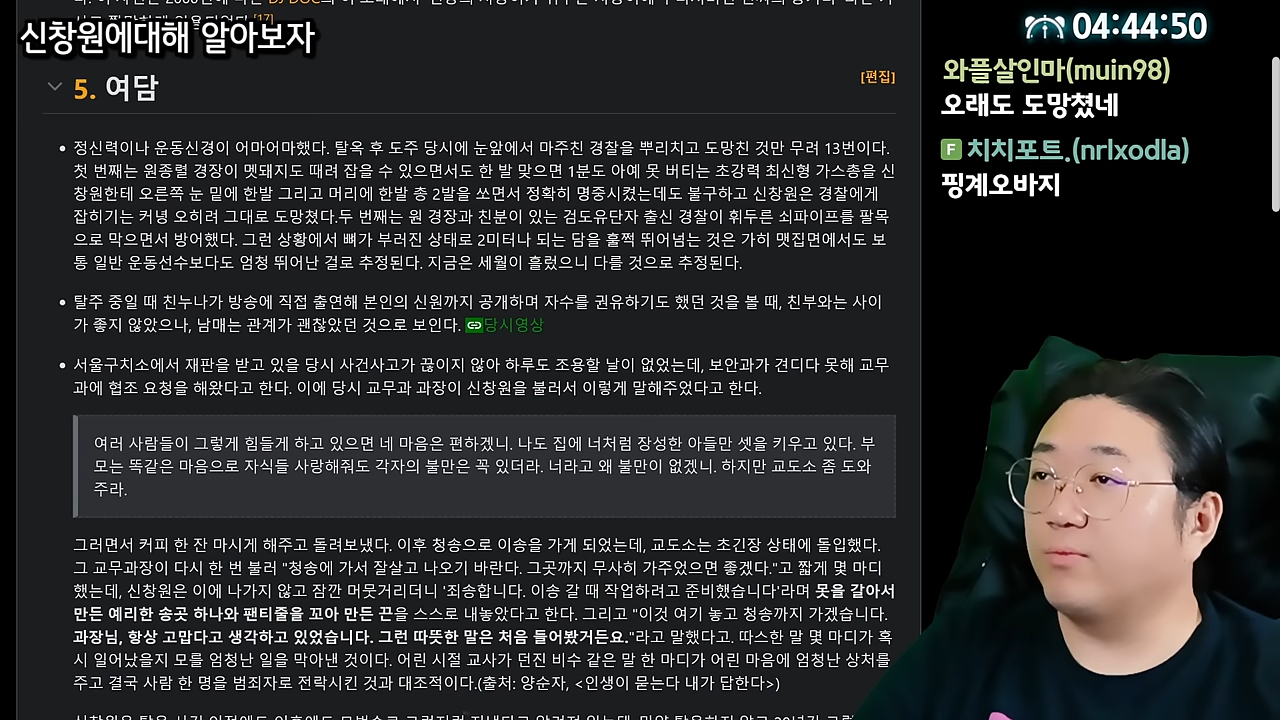 신창원에대해 알아보자
04:44:50
와플살인마(muin98)
오래도 도망쳤네
F 치치포트.(nrlxodla)
핑계오바지
5. 여담
[편집]
정신력이나 운동신경이 어마어마했다. 탈옥 후 도주 당시에 눈앞에서 마주친 경찰을 뿌리치고 도망친 것만 무려 13번이다.
첫 번째는 원종렬 경장이 멧돼지도 때려 잡을 수 있으면서도 한 발 맞으면 1분도 아예 못 버티는 초강력 최신형 가스총을 신
창원한테 오른쪽 눈 밑에 한발 그리고 머리에 한발 총 2발을 쏘면서 정확히 명중시켰는데도 불구하고 신창원은 경찰에게
잡히기는 커녕 오히려 그대로 도망쳤다.두 번째는 원 경장과 친분이 있는 검도유단자 출신 경찰이 휘두른 쇠파이프를 팔목
으로 막으면서 방어했다. 그런 상황에서 뼈가 부러진 상태로 2미터나 되는 담을 훌쩍 뛰어넘는 것은 가히 맷집면에서도 보
통 일반 운동선수보다도 엄청 뛰어난 걸로 추정된다. 지금은 세월이 흘렀으니 다를 것으로 추정된다.
탈주 중일 때 친누나가 방송에 직접 출연해 본인의 신원까지 공개하며 자수를 권유하기도 했던 것을 볼 때, 친부와는 사이
가 좋지 않았으나, 남매는 관계가 괜찮았던 것으로 보인다. 당시영상
서울구치소에서 재판을 받고 있을 당시 사건사고가 끊이지 않아 하루도 조용할 날이 없었는데, 보안과가 견디다 못해 교무
과에 협조 요청을 해왔다고 한다. 이에 당시 교무과 과장이 신창원을 불러서 이렇게 말해주었다고 한다.
여러 사람들이 그렇게 힘들게 하고 있으면 네 마음은 편하겠니. 나도 집에 너처럼 장성한 아들만 셋을 키우고 있다. 부
모는 똑같은 마음으로 자식들 사랑해줘도 각자의 불만은 꼭 있더라. 너라고 왜 불만이 없겠니. 하지만 교도소 좀 도와
주라.
그러면서 커피 한 잔 마시게 해주고 돌려보냈다. 이후 청송으로 이송을 가게 되었는데, 교도소는 초긴장 상태에 돌입했다.
그 교무과장이 다시 한 번 불러 "청송에 가서 잘살고 나오기 바란다. 그곳까지 무사히 가주었으면 좋겠다."고 짧게 몇 마디
했는데, 신창원은 이에 나가지 않고 잠깐 머뭇거리더니 '죄송합니다. 이송 갈 때 작업하려고 준비했습니다'라며 못을 갈아서
만든 예리한 송곳 하나와 팬티줄을 꼬아 만든 끈을 스스로 내놓았다고 한다. 그리고 "이것 여기 놓고 청송까지 가겠습니다.
과장님, 항상 고맙다고 생각하고 있었습니다. 그런 따뜻한 말은 처음 들어봤거든요."라고 말했다고. 따스한 말 몇 마디가 혹
시 일어났을지 모를 엄청난 일을 막아낸 것이다. 어린 시절 교사가 던진 비수 같은 말 한 마디가 어린 마음에 엄청난 상처를
주고 결국 사람 한 명을 범죄자로 전락시킨 것과 대조적이다.(출처: 양순자, <인생이 묻는다 내가 답한다>)